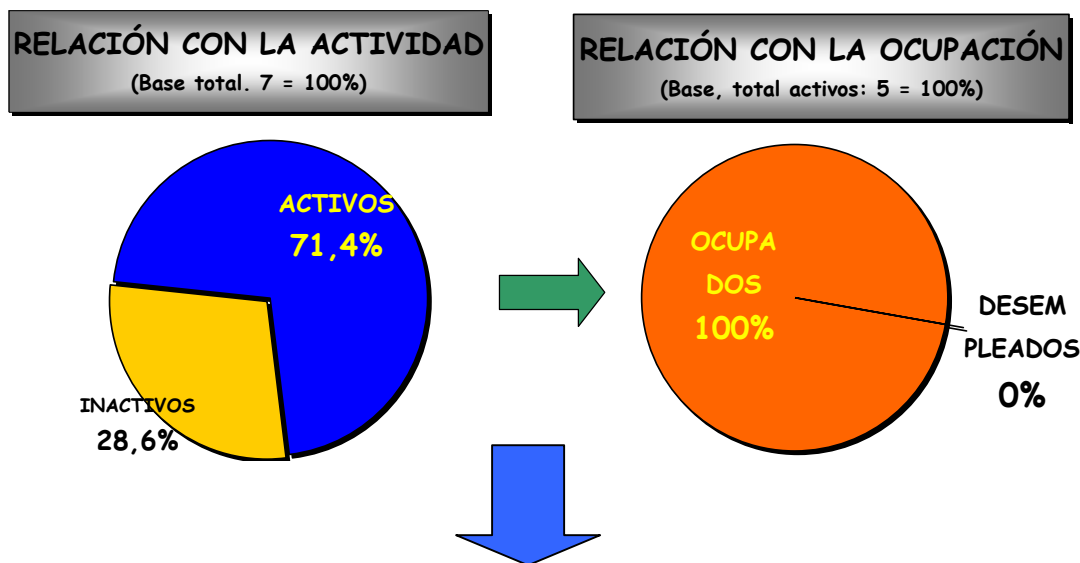 RELACIÓN CON LA ACTIVIDAD
(Base total. 7 = 100%)
RELACIÓN CON LA OCUPACIÓN
(Base, total activos: 5 = 100%)
ACTIVOS
71,4%
INACTIVOS
28,6%
OCUPA
DOS
100%
DESEM
PLEADOS
0%